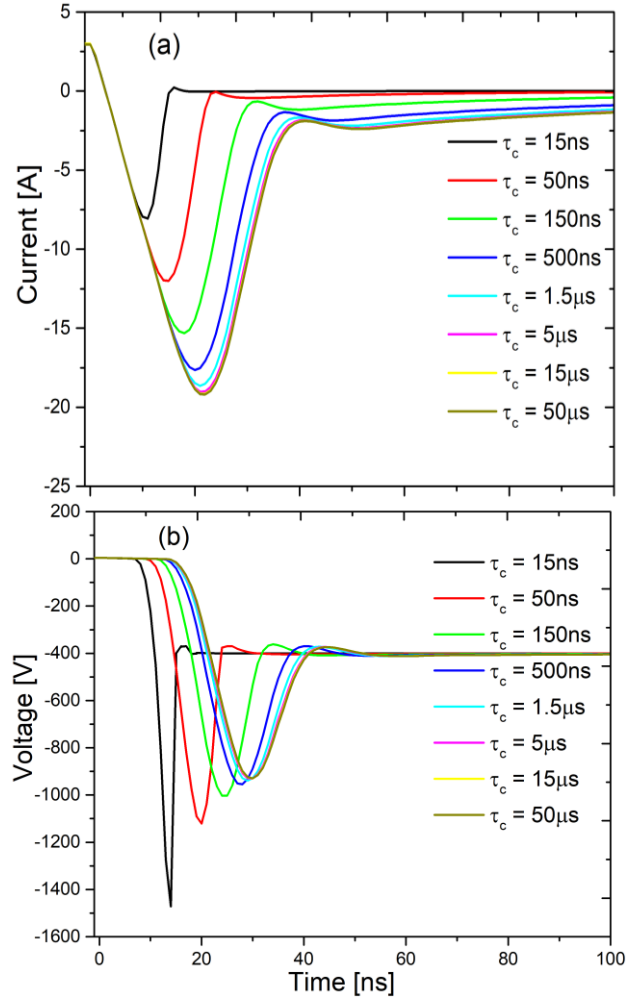 (a)
Current [A]
5
0
-5
-10
-15
-20
-25
τc = 15ns
τc = 50ns
τc = 150ns
τc = 500ns
τc = 1.5μs
τc = 5μs
τc = 15μs
τc = 50μs
(b)
Voltage [V]
200
0
-200
-400
-600
-800
-1000
-1200
-1400
-1600
τc = 15ns
τc = 50ns
τc = 150ns
τc = 500ns
τc = 1.5μs
τc = 5μs
τc = 15μs
τc = 50μs
0 20 40 60 80 100
Time [ns]